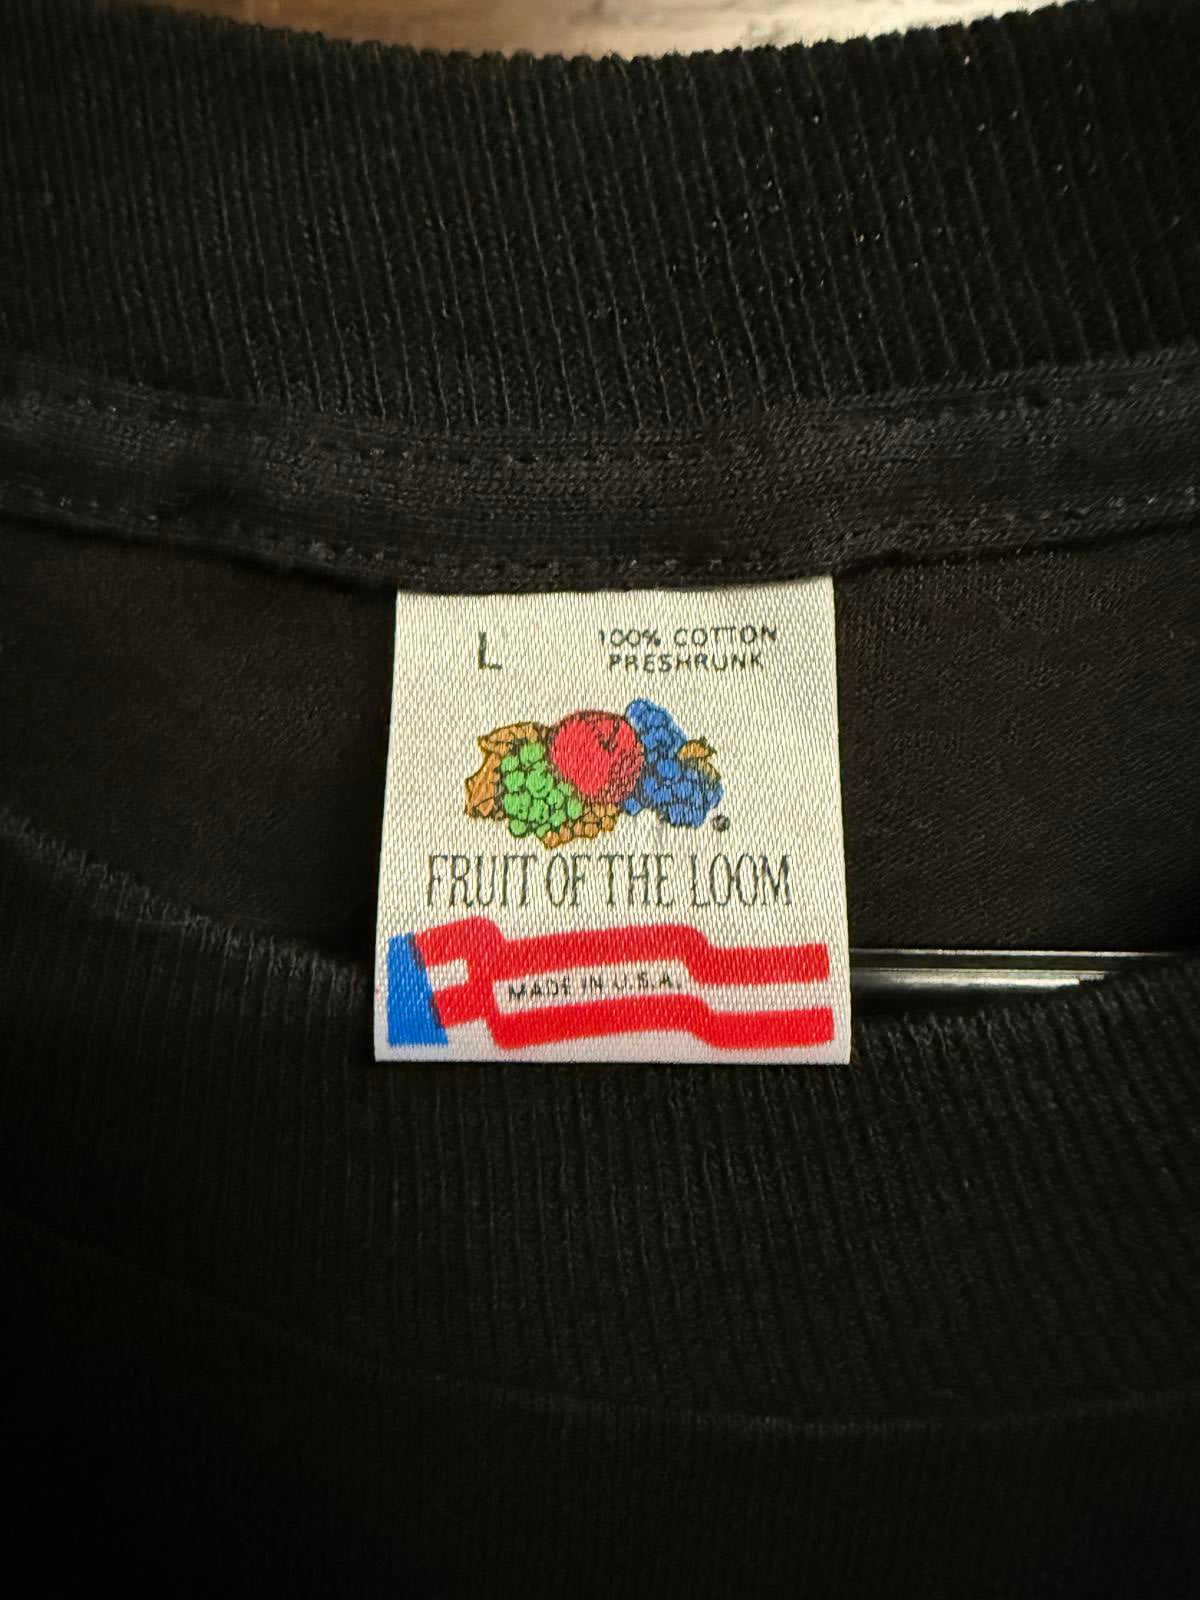 L
100% COTTON
PRESHRUNK
®
FRUIT OF THE LOOM
MADE IN U.S.A.